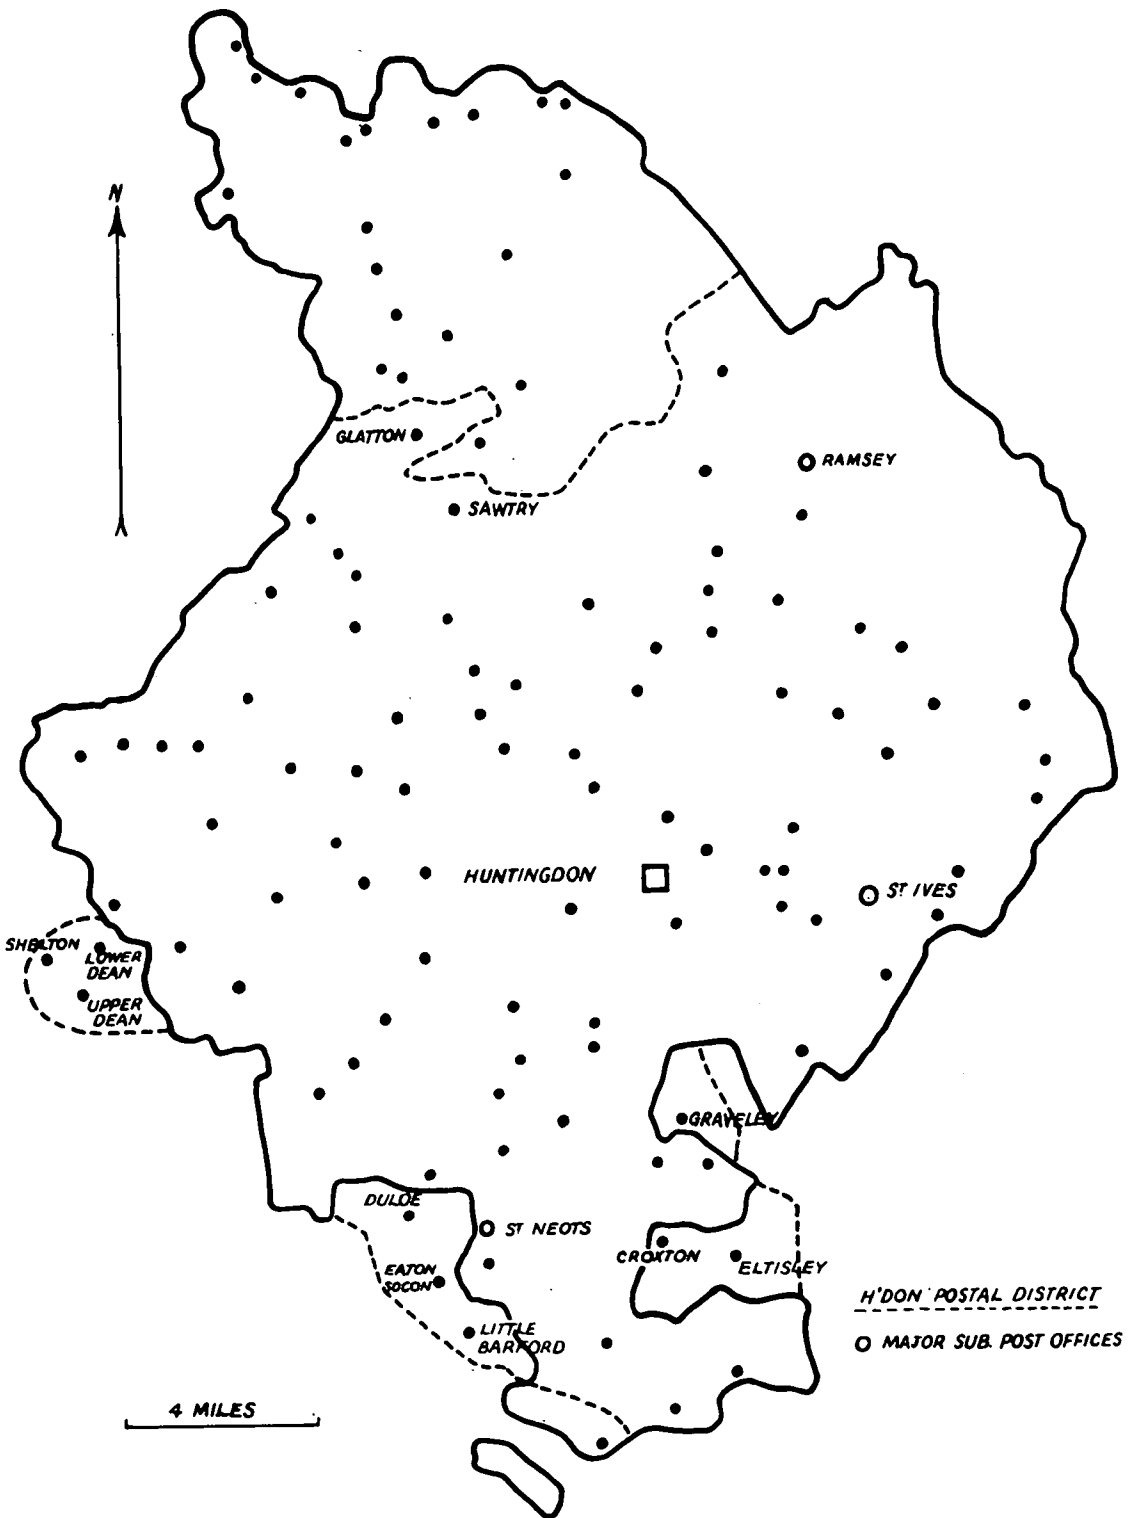 N
GLATTON
RAMSEY
SAWTRY
HUNTINGDON
ST IVES
SHELTON
LOWER
DEAN
UPPER
DEAN
GRAVELEY
DULOE
ST NEOTS
CROXTON
ELTISLEY
EATON
SOCON
H'DON POSTAL DISTRICT
LITTLE
BARFORD
MAJOR SUB. POST OFFICES
4 MILES